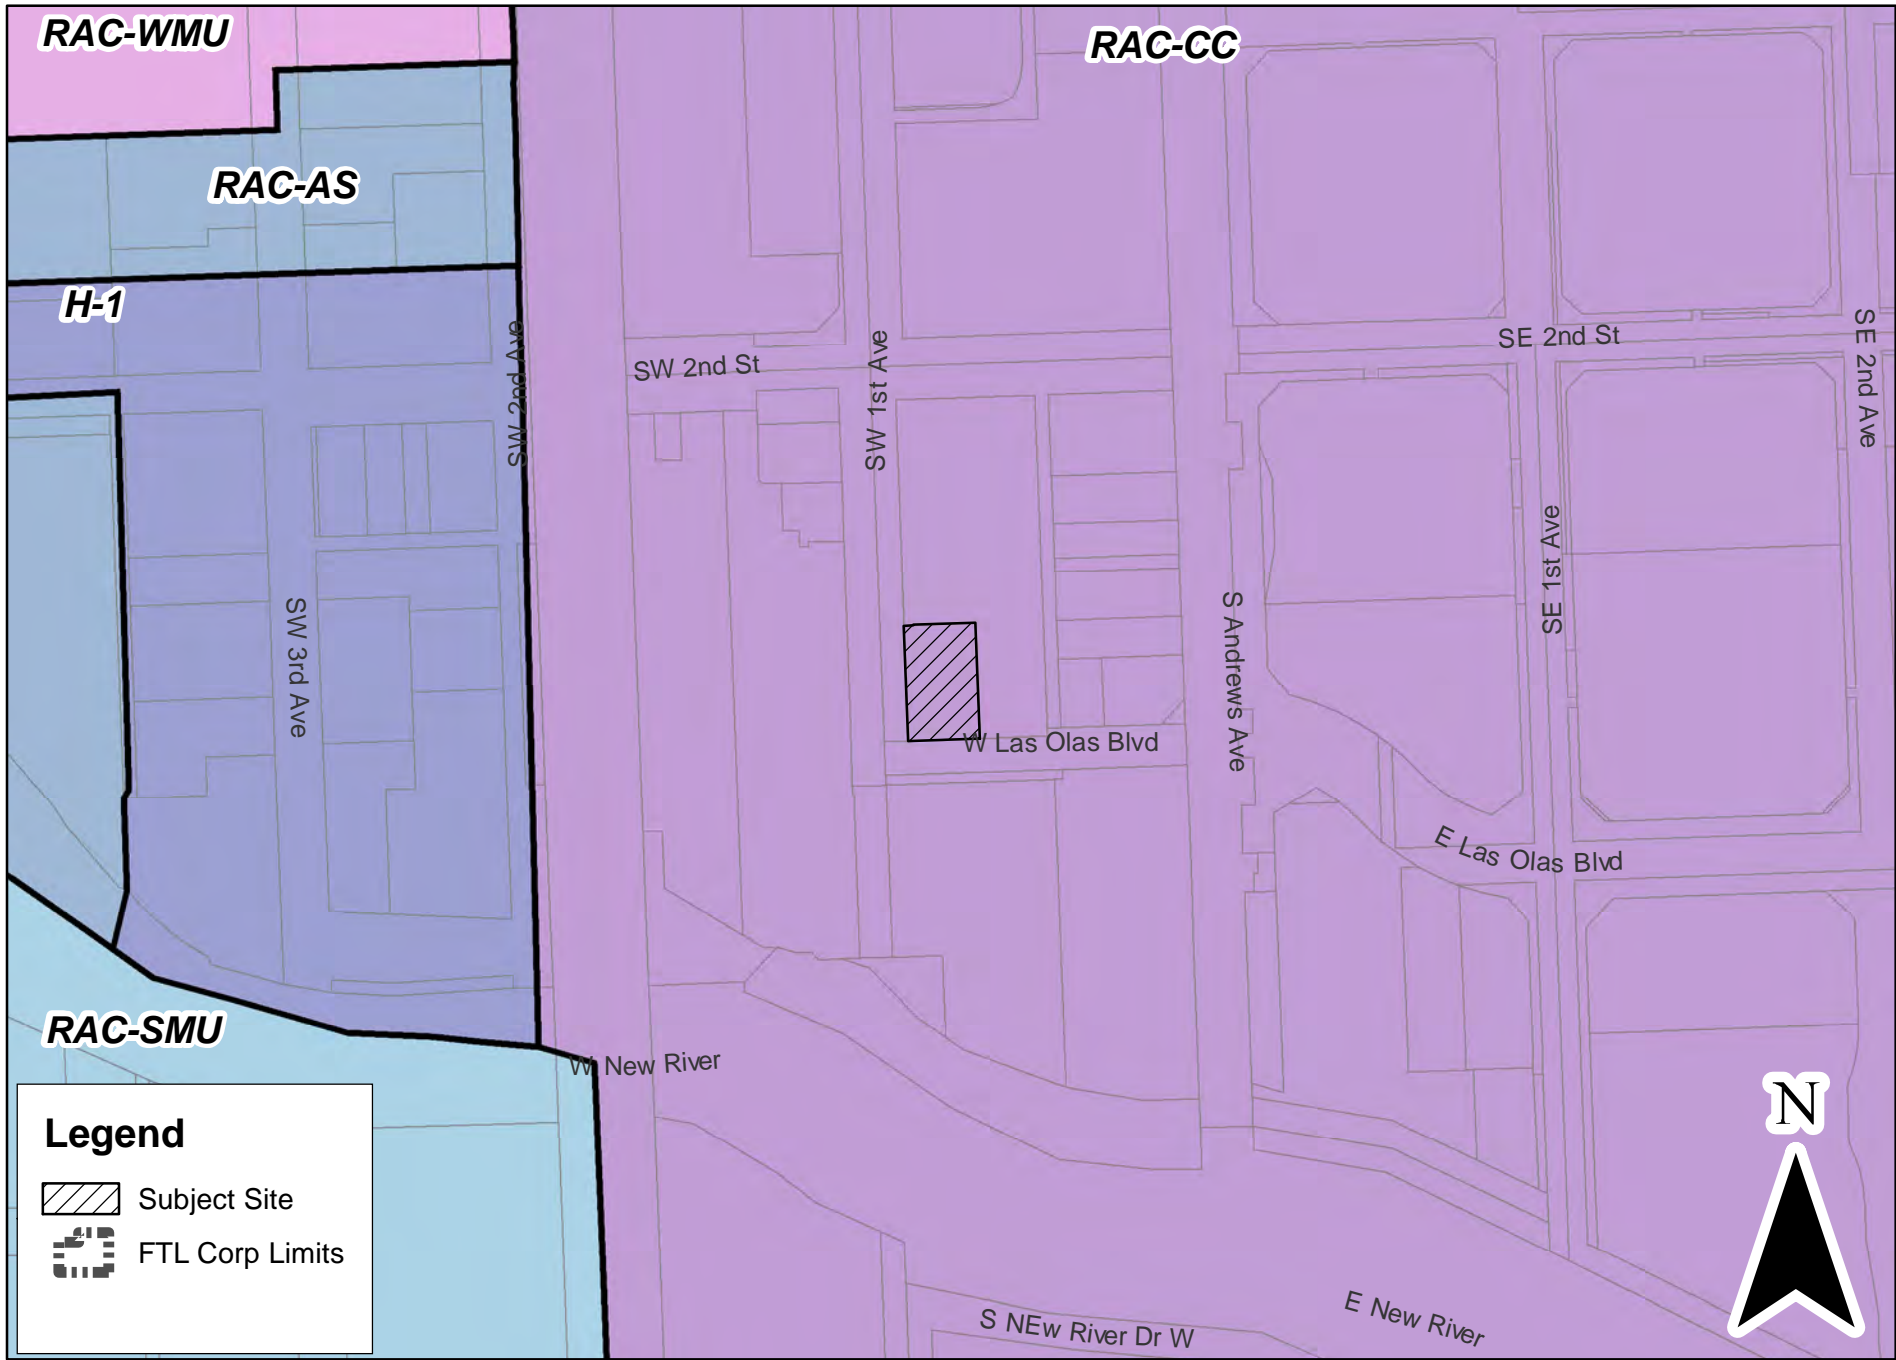 RAC-WMU
RAC-CC
RAC-AS
H-1
SW 2nd Ave
SW 2nd St
SW 1st Ave
SE 2nd St
SE 2nd Ave
SE 1st Ave
SW 3rd Ave
S Andrews Ave
W Las Olas Blvd
E Las Olas Blvd
RAC-SMU
W New River
S NEw River Dr W
E New River
N
Legend
Subject Site
FTL Corp Limits